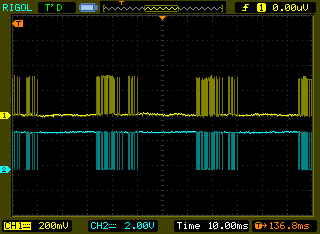 RIGOL T'D 1 0.00uV
T
1
2
CH1 200mV CH2 2.00V Time 10.00ms T→136.8ms